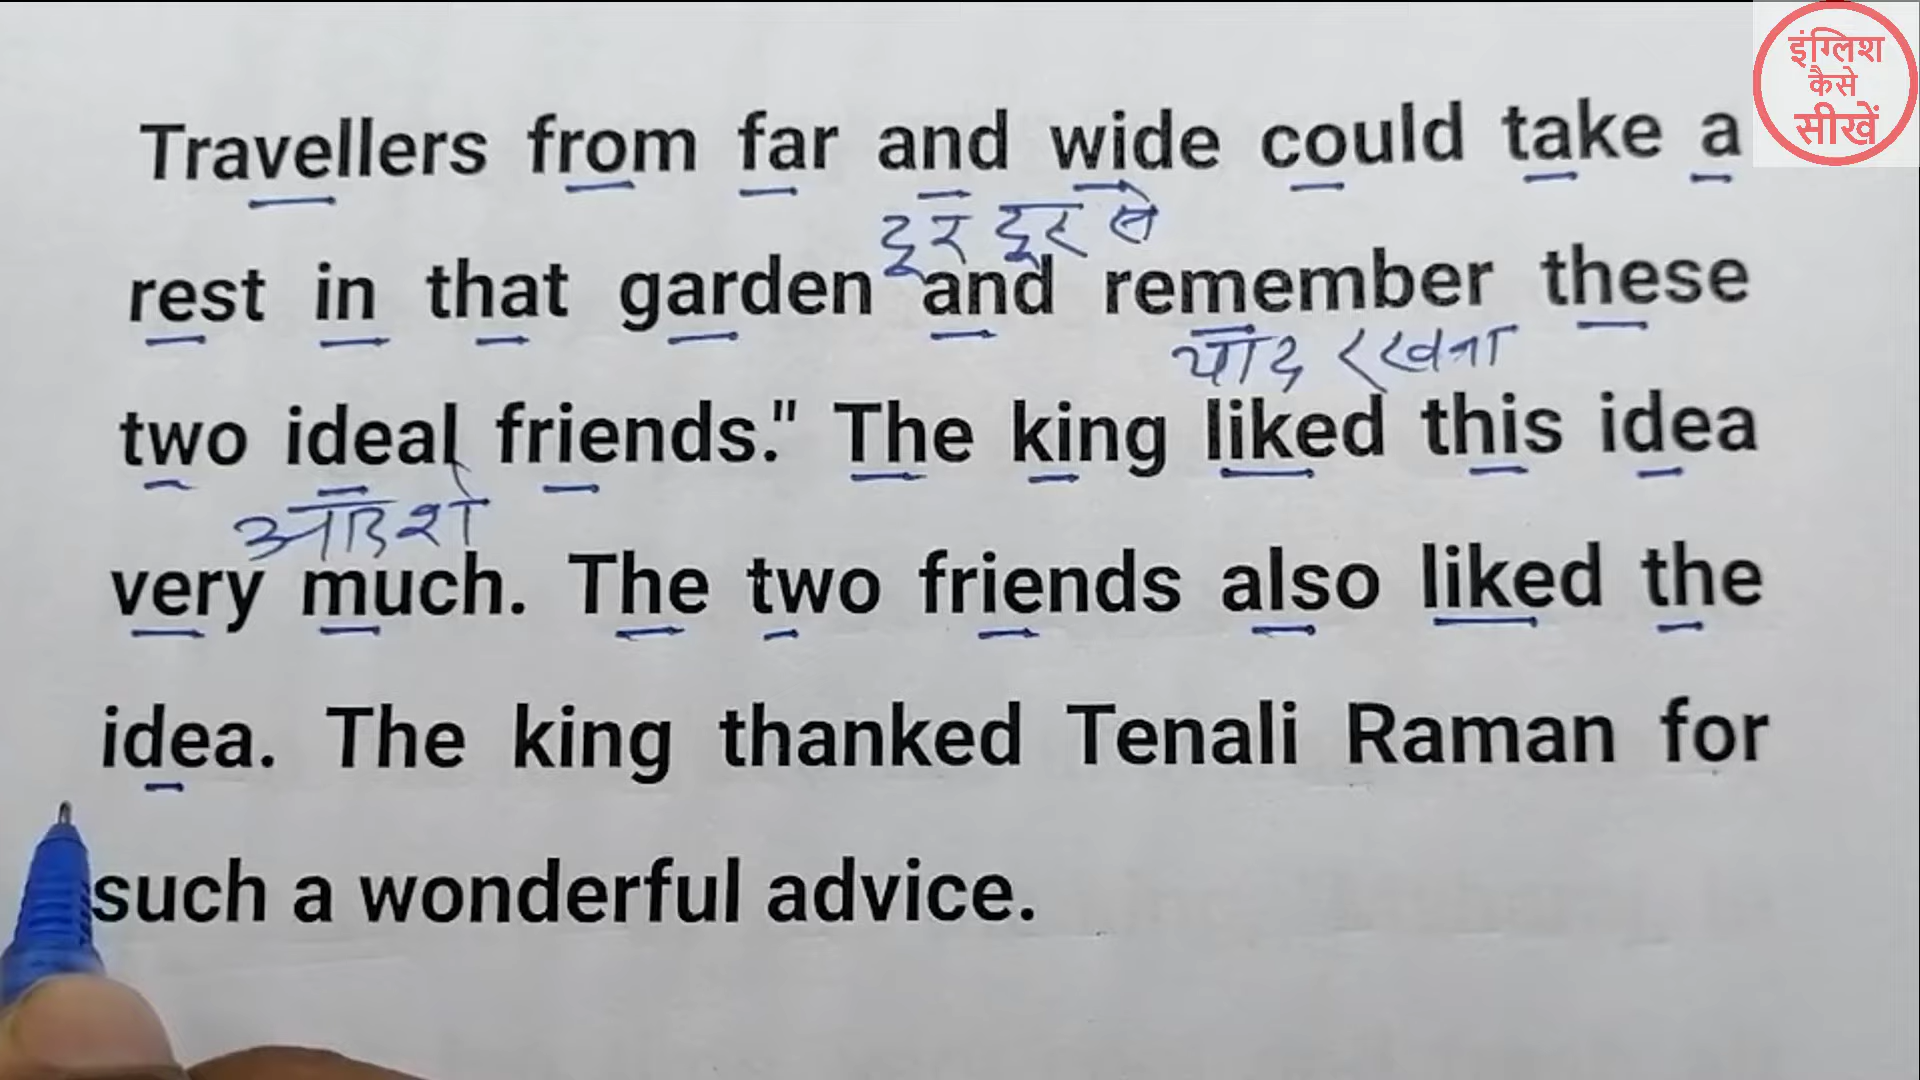 इंग्लिश
कैसे
सीखें
Travellers from far and wide could take a
दूर दूर से
rest in that garden and remember these
याद रखना
two ideal friends." The king liked this idea
आदर्श
very much. The two friends also liked the
idea. The king thanked Tenali Raman for
such a wonderful advice.